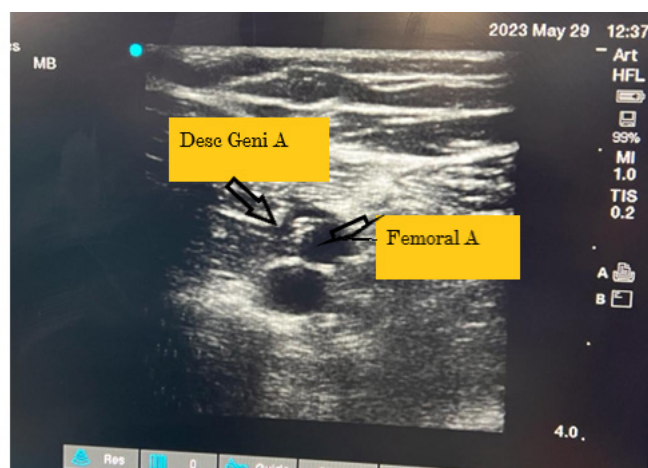 2023 May 29 12:37
MB
Art
HFL
99%
MI
1.0
TIS
0.2
Desc Geni A
Femoral A
A
B
4.0
Res
0